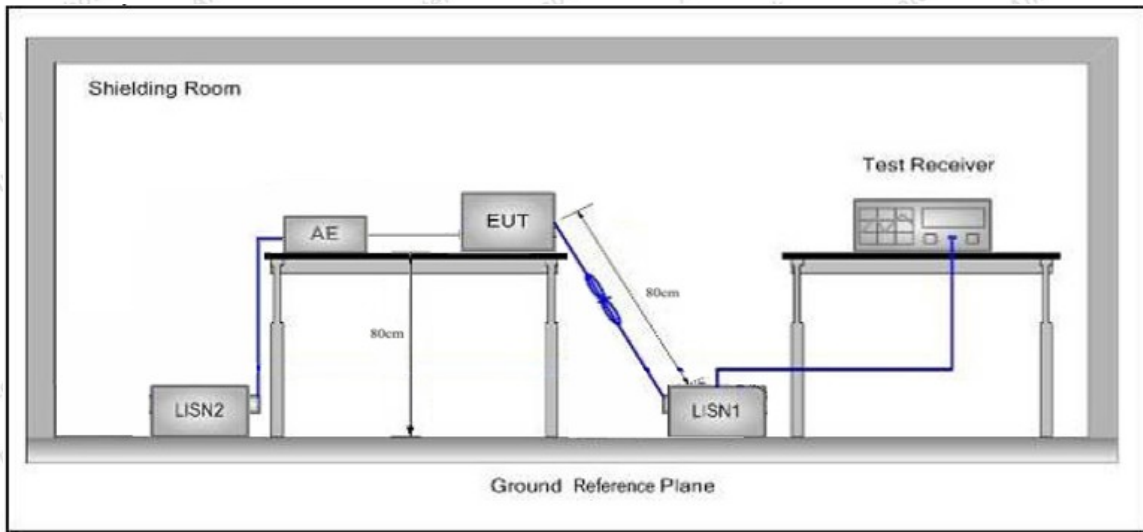 Shielding Room
Test Receiver
EUT
AE
80cm
80cm
LISN2
LISN1
Ground Reference Plane